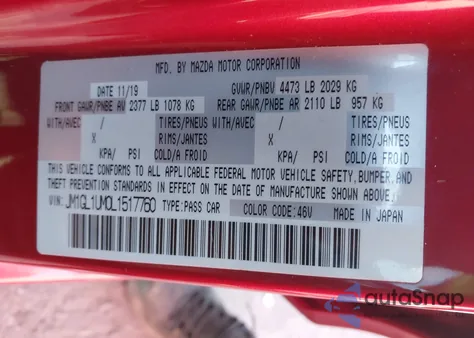 MFD. BY MAZDA MOTOR CORPORATION
DATE 11/19 GVWR/PNBV 4473 LB 2029 KG
FRONT GAWR/PNBE AV 2377 LB 1078 KG REAR GAWR/PNBE AR 2110 LB 957 KG
WITH/AVEC / TIRES/PNEUS WITH/AVEC / TIRES/PNEUS
X RIMS/JANTES X RIMS/JANTES
KPA/ PSI COLD/A FROID KPA/ PSI COLD/A FROID
THIS VEHICLE CONFORMS TO ALL APPLICABLE FEDERAL MOTOR VEHICLE SAFETY, BUMPER, AND
THEFT PREVENTION STANDARDS IN EFFECT ON THE DATE OF MANUFACTURE SHOWN ABOVE.
VIN: JM1GL1UM0L1517760 TYPE:PASS CAR COLOR CODE:46V MADE IN JAPAN
autoSnap